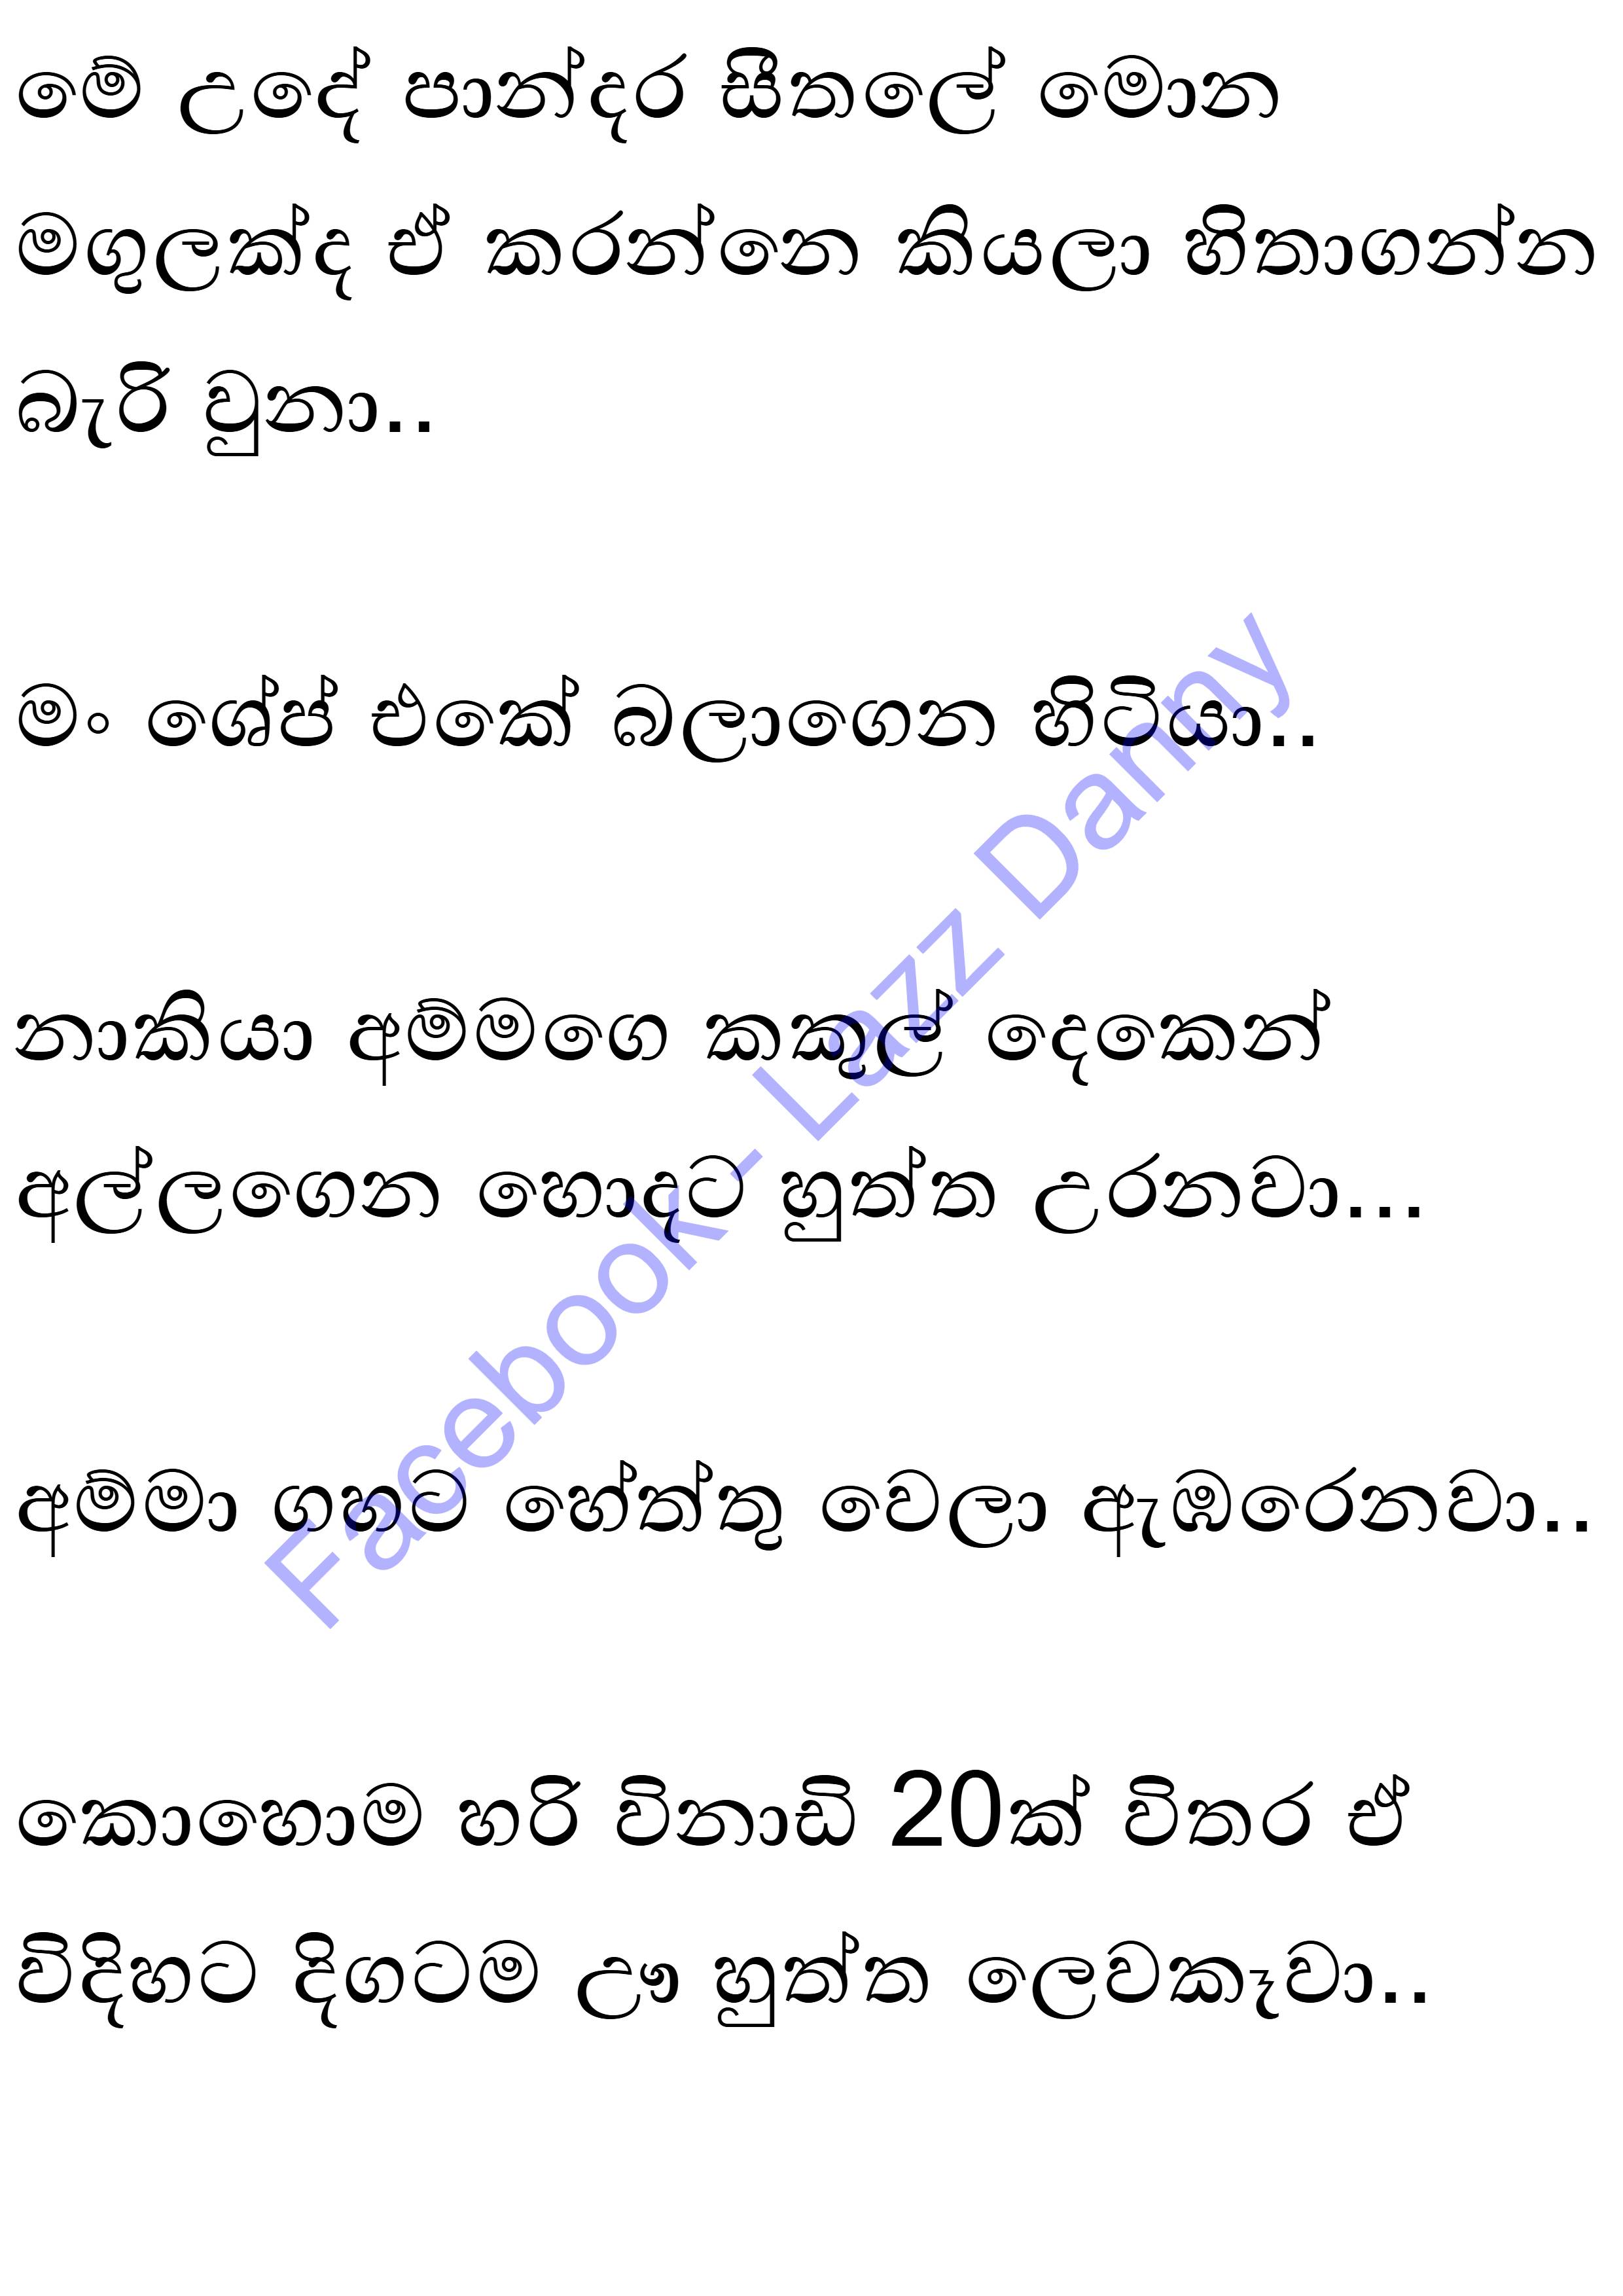 මේ උදේ පාන්දර සීතලේ මොන
මගුලක්ද ඒ කරන්නෙ කියලා හිතාගන්න
බැරි වුනා..
මං ශේප් එකේ බලාගෙන හිටියා..
නාකියා අම්මගෙ කකුල් දෙකෙන්
අල්ලගෙන හොදට හුත්ත උරනවා...
අම්මා ගහට හේත්තු වෙලා ඇඹරෙනවා..
කොහොම හරි විනාඩි 20ක් විතර ඒ
විදිහට දිගටම ඌ හුත්ත ලෙවකෑවා..
Facebook - Lazz Danny